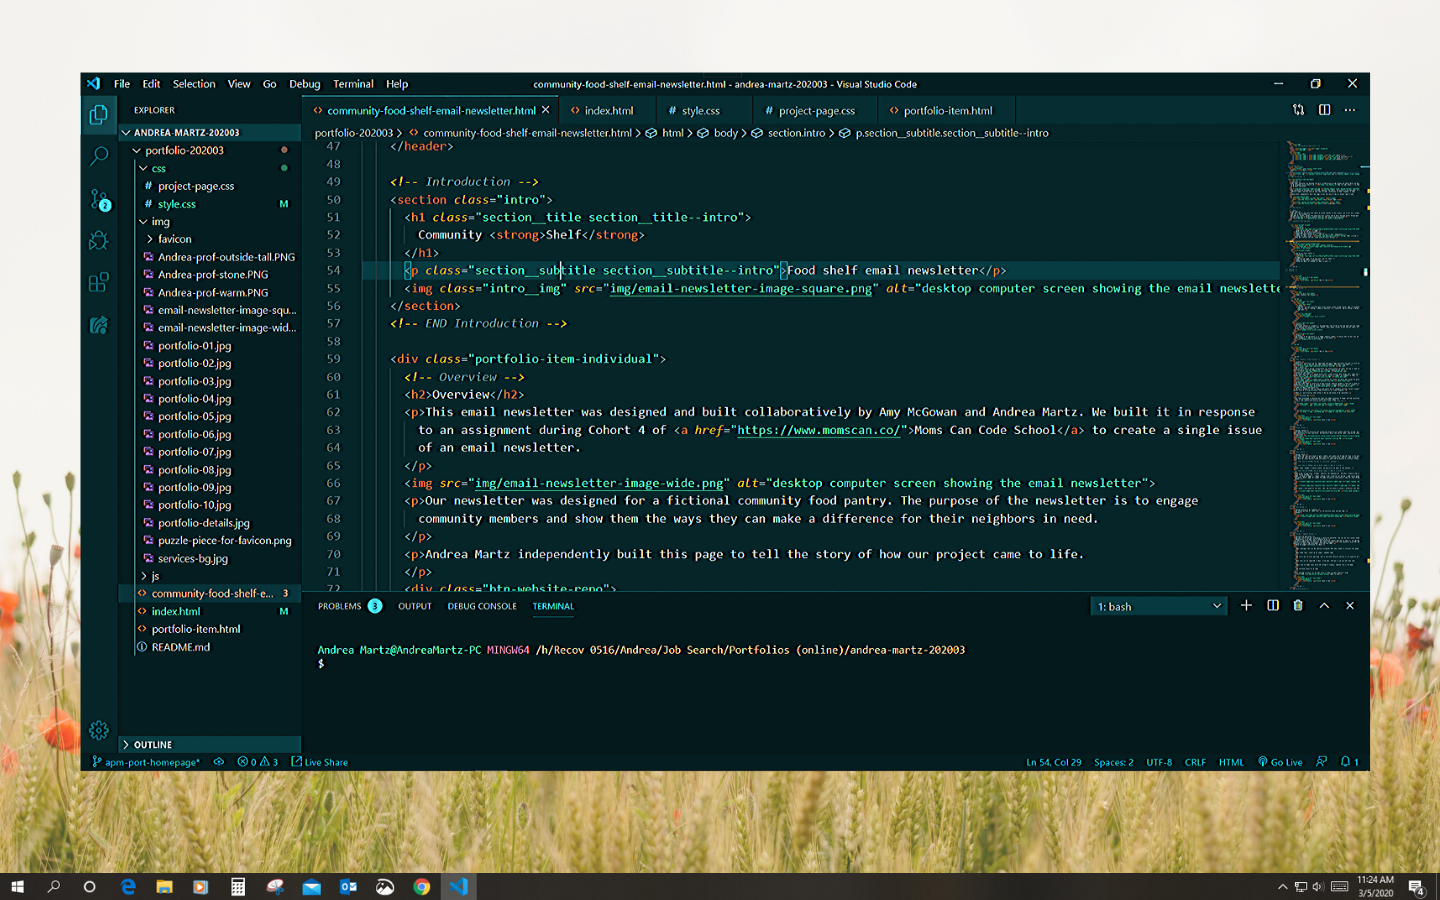 File Edit Selection View Go Debug Terminal Help
community-food-shelf-email-newsletter.html - andrea-martz-202003 - Visual Studio Code
EXPLORER
ANDREA-MARTZ-202003
portfolio-202003
css
# project-page.css
# style.css M
img
favicon
Andrea-prof-outside-tall.PNG
Andrea-prof-stone.PNG
Andrea-prof-warm.PNG
email-newsletter-image-squ...
email-newsletter-image-wid...
portfolio-01.jpg
portfolio-02.jpg
portfolio-03.jpg
portfolio-04.jpg
portfolio-05.jpg
portfolio-06.jpg
portfolio-07.jpg
portfolio-08.jpg
portfolio-09.jpg
portfolio-10.jpg
portfolio-details.jpg
puzzle-piece-for-favicon.png
services-bg.jpg
js
<> community-food-shelf-e... 3
<> index.html M
<> portfolio-item.html
README.md
OUTLINE
2
<> community-food-shelf-email-newsletter.html <> index.html # style.css # project-page.css <> portfolio-item.html
portfolio-202003 > <> community-food-shelf-email-newsletter.html > html > body > section.intro > p.section__subtitle.section__subtitle--intro
47 </header>
48
49 <!-- Introduction -->
50 <section class="intro">
51 <h1 class="section__title section__title--intro">
52 Community <strong>Shelf</strong>
53 </h1>
54 <p class="section__subtitle section__subtitle--intro">Food shelf email newsletter</p>
55 <img class="intro__img" src="img/email-newsletter-image-square.png" alt="desktop computer screen showing the email newslette
56 </section>
57 <!-- END Introduction -->
58
59 <div class="portfolio-item-individual">
60 <!-- Overview -->
61 <h2>Overview</h2>
62 <p>This email newsletter was designed and built collaboratively by Amy McGowan and Andrea Martz. We built it in response
63 to an assignment during Cohort 4 of <a href="https://www.momscan.co/">Moms Can Code School</a> to create a single issue
64 of an email newsletter.
65 </p>
66 <img src="img/email-newsletter-image-wide.png" alt="desktop computer screen showing the email newsletter">
67 <p>Our newsletter was designed for a fictional community food pantry. The purpose of the newsletter is to engage
68 community members and show them the ways they can make a difference for their neighbors in need.
69 </p>
70 <p>Andrea Martz independently built this page to tell the story of how our project came to life.
71 </p>
72 <div class="btn-website-repo">
PROBLEMS 3 OUTPUT DEBUG CONSOLE TERMINAL
1: bash
Andrea Martz@AndreaMartz-PC MINGW64 /h/Recov 0516/Andrea/Job Search/Portfolios (online)/andrea-martz-202003
$
apm-port-homepage* 0 3 Live Share
Ln 54, Col 29 Spaces: 2 UTF-8 CRLF HTML Go Live 1
11:24 AM
3/5/2020
4